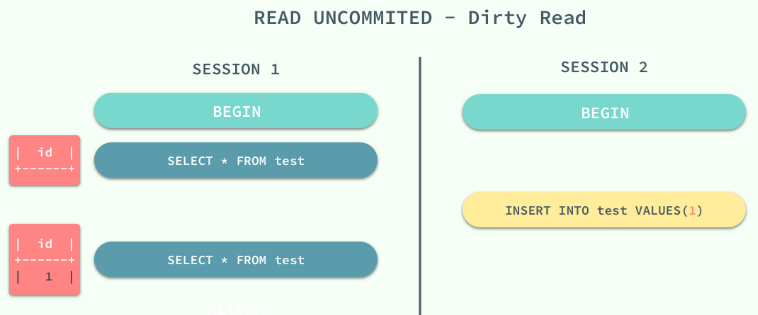 READ UNCOMMITED - Dirty Read
SESSION 1
SESSION 2
BEGIN
BEGIN
| id |
+------+
SELECT * FROM test
INSERT INTO test VALUES(1)
| id |
+------+
| 1 |
SELECT * FROM test